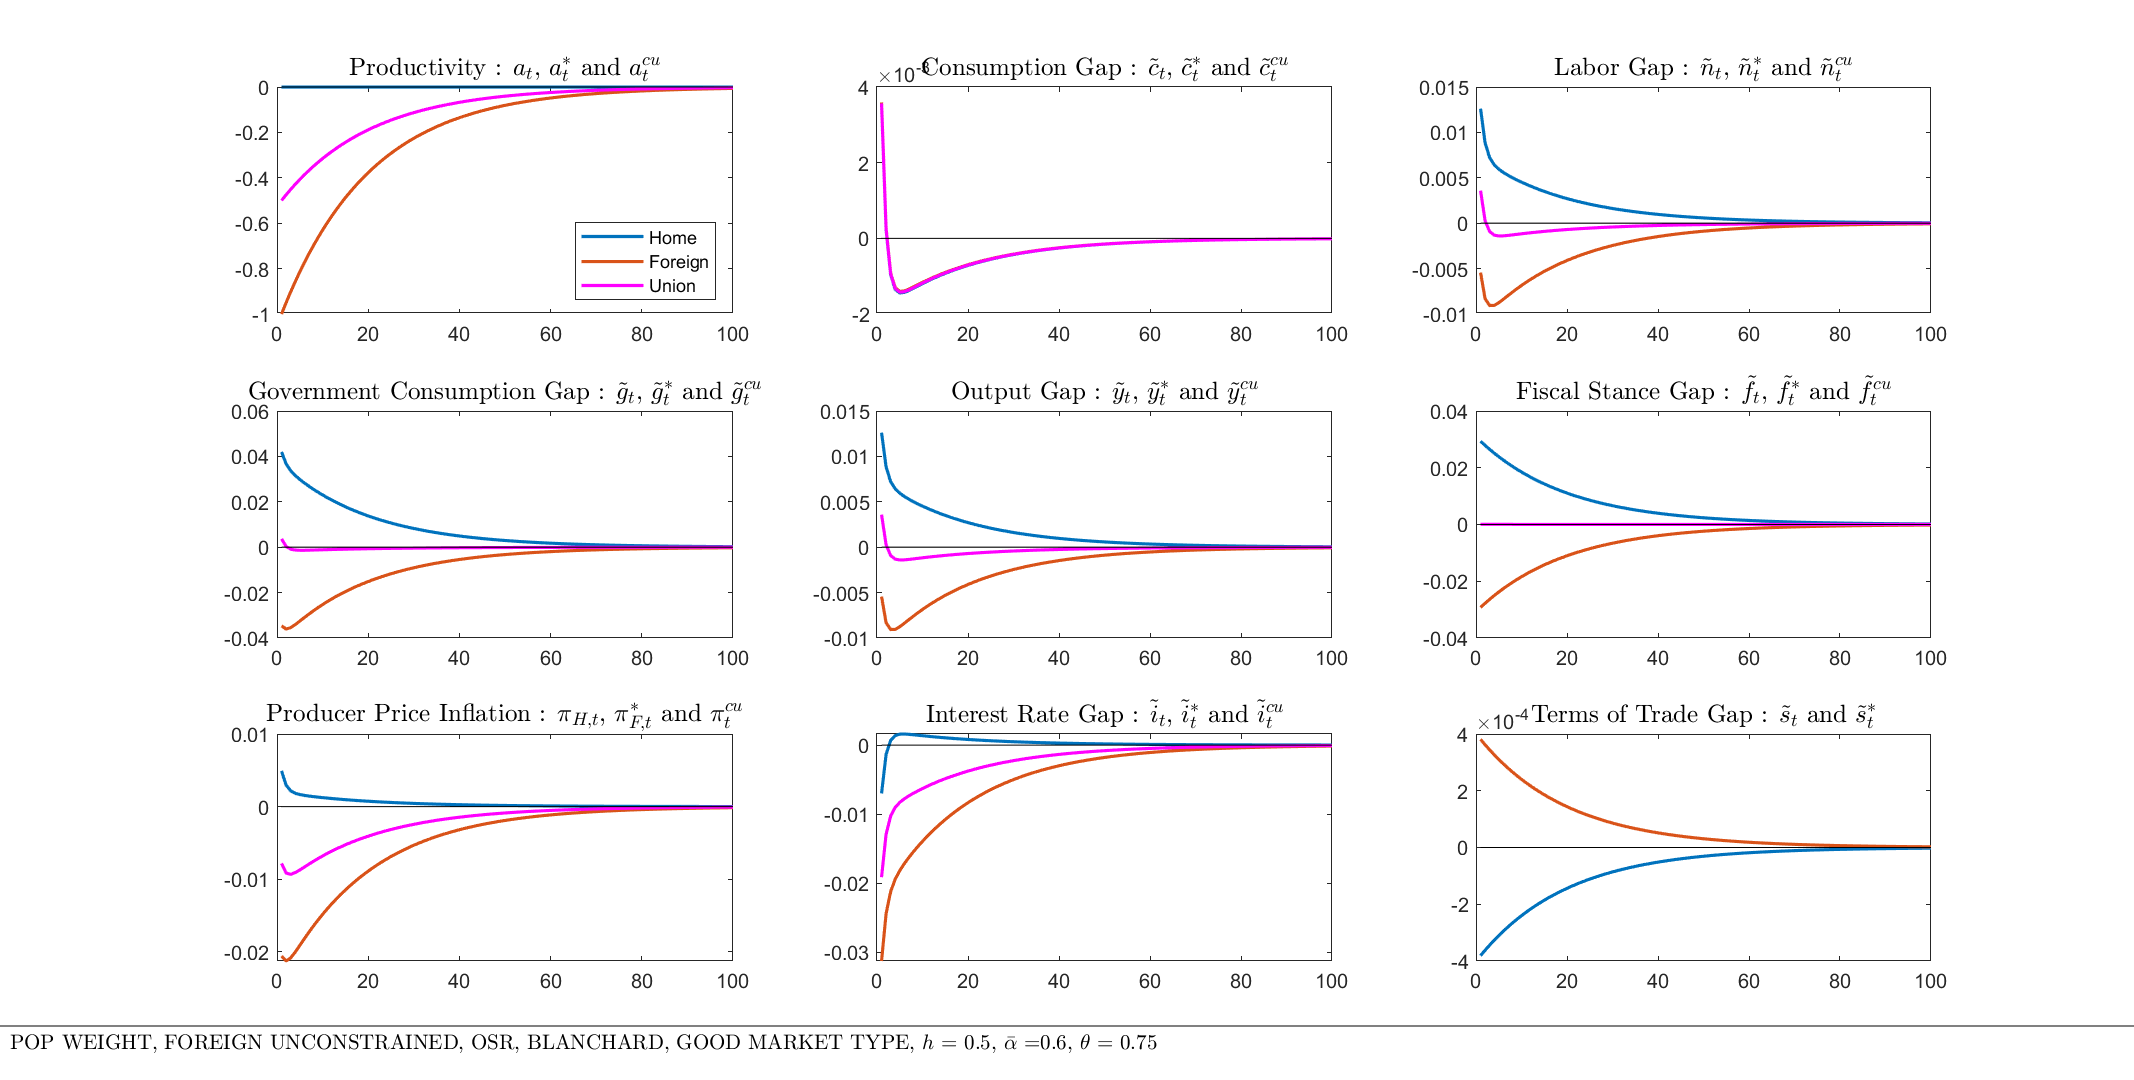 Productivity : a_t, a_t^* and a_t^{cu}
0
-0.2
-0.4
-0.6
-0.8
-1
0 20 40 60 80 100
Home
Foreign
Union
Consumption Gap : c̃_t, c̃_t^* and c̃_t^{cu}
×10^{-3}
4
2
0
-2
0 20 40 60 80 100
Labor Gap : ñ_t, ñ_t^* and ñ_t^{cu}
0.015
0.01
0.005
0
-0.005
-0.01
0 20 40 60 80 100
Government Consumption Gap : g̃_t, g̃_t^* and g̃_t^{cu}
0.06
0.04
0.02
0
-0.02
-0.04
0 20 40 60 80 100
Output Gap : ỹ_t, ỹ_t^* and ỹ_t^{cu}
0.015
0.01
0.005
0
-0.005
-0.01
0 20 40 60 80 100
Fiscal Stance Gap : f̃_t, f̃_t^* and f̃_t^{cu}
0.04
0.02
0
-0.02
-0.04
0 20 40 60 80 100
Producer Price Inflation : π_{H,t}, π_{F,t}^* and π_t^{cu}
0.01
0
-0.01
-0.02
0 20 40 60 80 100
Interest Rate Gap : ĩ_t, ĩ_t^* and ĩ_t^{cu}
0
-0.01
-0.02
-0.03
0 20 40 60 80 100
×10^{-4} Terms of Trade Gap : s̃_t and s̃_t^*
4
2
0
-2
-4
0 20 40 60 80 100
POP WEIGHT, FOREIGN UNCONSTRAINED, OSR, BLANCHARD, GOOD MARKET TYPE, h = 0.5, ᾱ =0.6, θ = 0.75